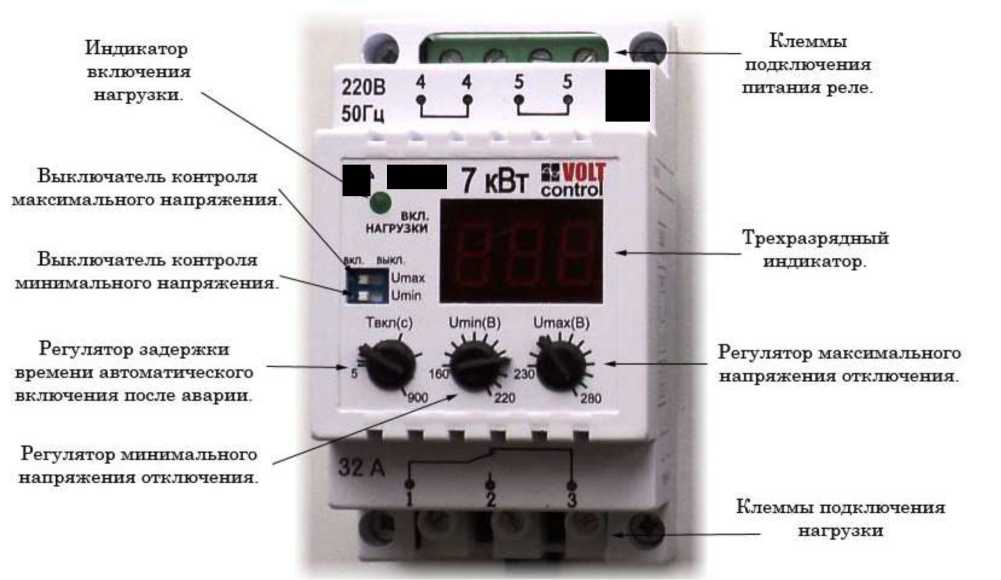 Индикатор
включения
нагрузки.
Клеммы
подключения
питания реле.
220В 4 4 5 5
50Гц
7 кВт VOLT
control
ВКЛ.
НАГРУЗКИ
Выключатель контроля
максимального напряжения.
Трехразрядный
индикатор.
вкл. выкл.
Umax
Umin
Выключатель контроля
минимального напряжения.
Твкл(с) Umin(В) Umax(В)
5 900 160 220 230 280
Регулятор задержки
времени автоматического
включения после аварии.
Регулятор максимального
напряжения отключения.
Регулятор минимального
напряжения отключения.
32 А
1 2 3
Клеммы подключения
нагрузки